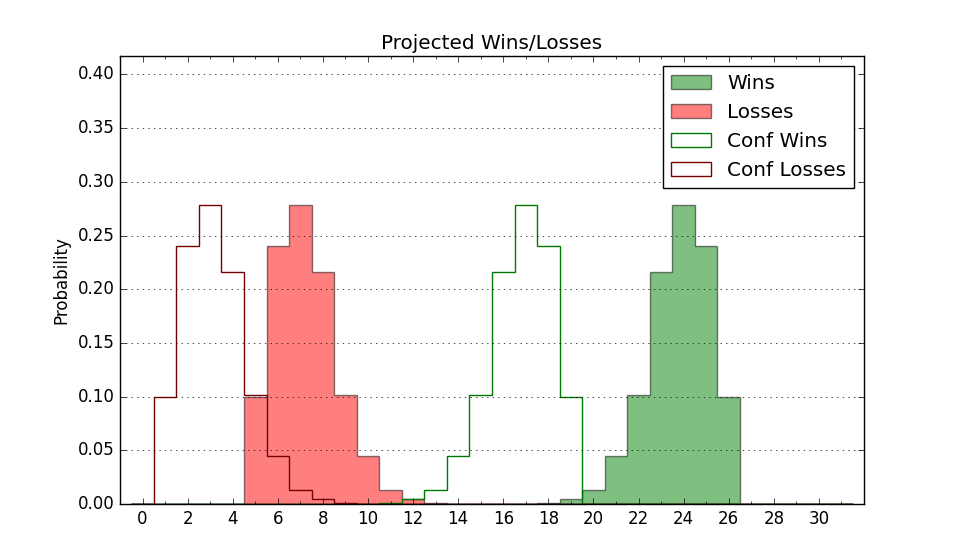 Projected Wins/Losses
Probability
0.40
0.35
0.30
0.25
0.20
0.15
0.10
0.05
0.00
0 2 4 6 8 10 12 14 16 18 20 22 24 26 28 30
Wins
Losses
Conf Wins
Conf Losses